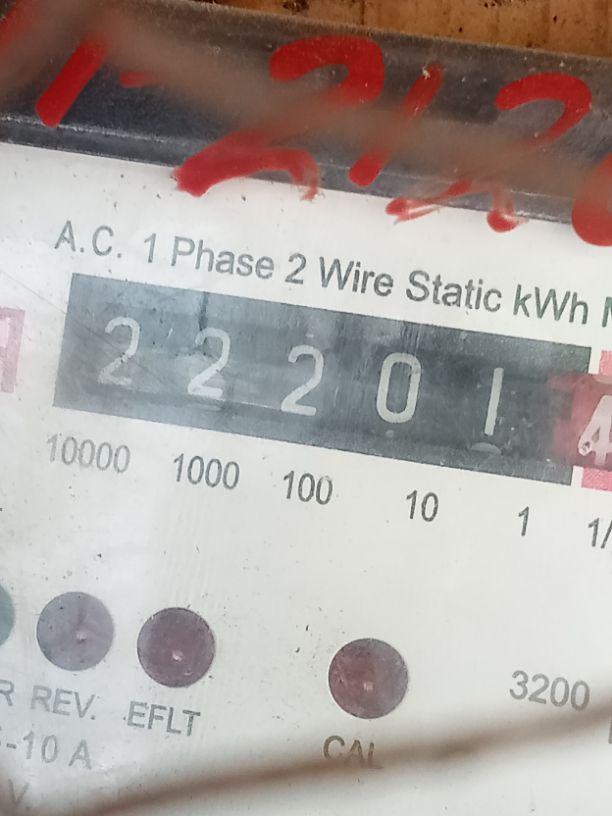 A.C. 1 Phase 2 Wire Static kWh
2 2 2 0 1 4
10000 1000 100 10 1 1/
REV. EFLT
3200
-10 A
CAL
V.